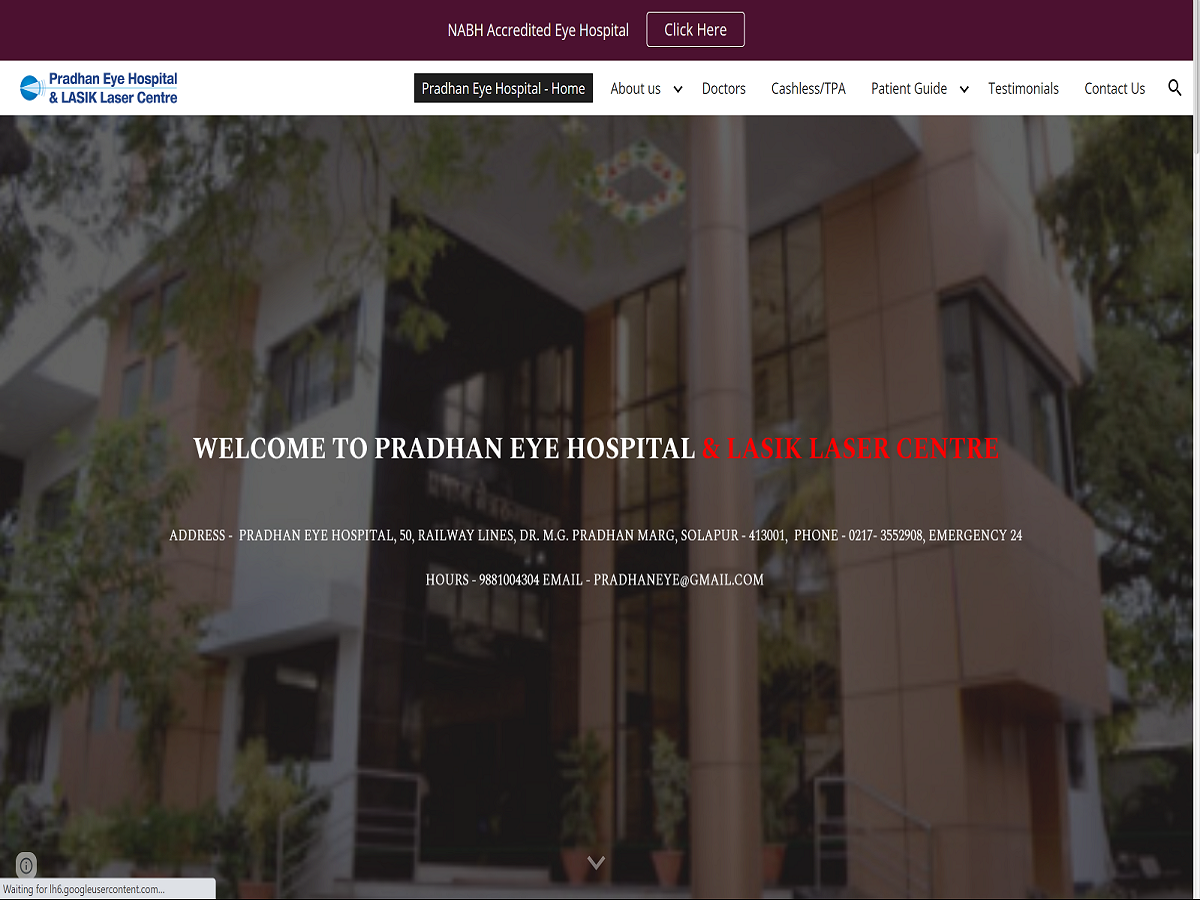 NABH Accredited Eye Hospital
Click Here
Pradhan Eye Hospital
& LASIK Laser Centre
Pradhan Eye Hospital - Home
About us
Doctors
Cashless/TPA
Patient Guide
Testimonials
Contact Us
WELCOME TO PRADHAN EYE HOSPITAL & LASIK LASER CENTRE
ADDRESS - PRADHAN EYE HOSPITAL, 50, RAILWAY LINES, DR. M.G. PRADHAN MARG, SOLAPUR - 413001, PHONE - 0217- 3552908, EMERGENCY 24
HOURS - 9881004304 EMAIL - PRADHANEYE@GMAIL.COM
Waiting for lh6.googleusercontent.com...